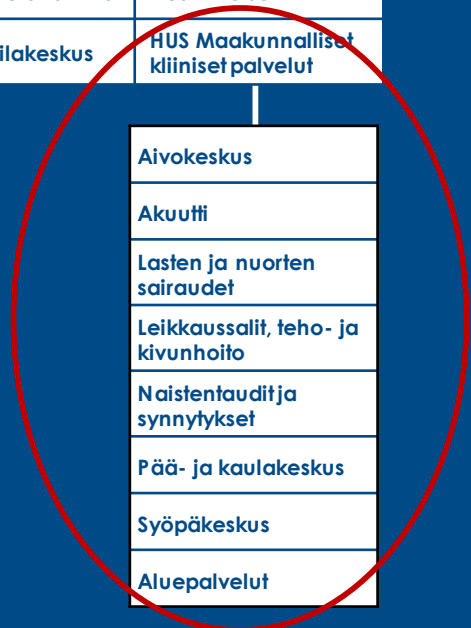 ilakeskus
HUS Maakunnalliset
kliiniset palvelut
Aivokeskus
Akuutti
Lasten ja nuorten
sairaudet
Leikkaussalit, teho- ja
kivunhoito
Naistentaudit ja
synnytykset
Pää- ja kaulakeskus
Syöpäkeskus
Aluepalvelut